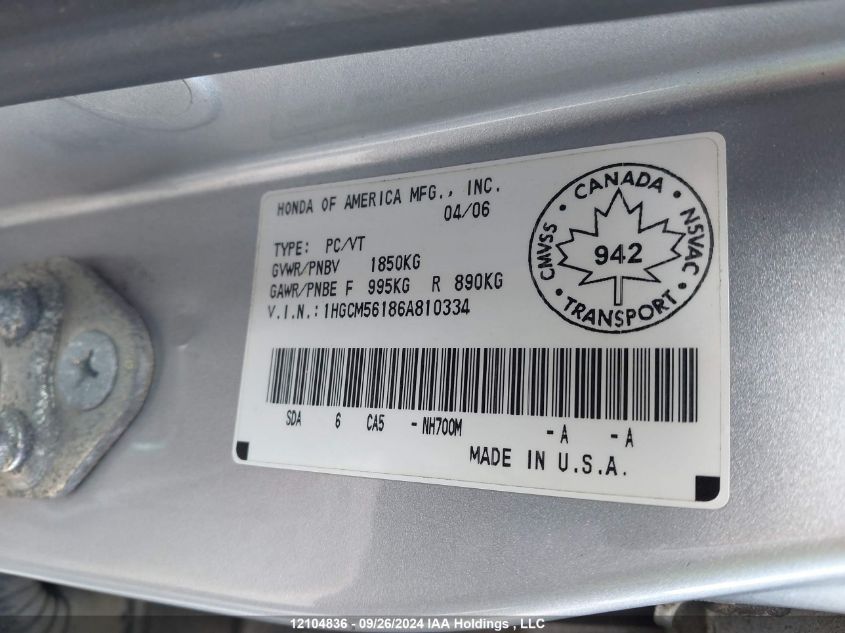 HONDA OF AMERICA MFG., INC.
04/06
TYPE: PC/VT
GVWR/PNBV 1850KG
GAWR/PNBE F 995KG R 890KG
V.I.N.:1HGCM56186A810334
CMVSS • CANADA • NSVAC • TRANSPORT •
942
SDA 6 CA5 -NH700M -A -A
MADE IN U.S.A.
12104836 - 09/26/2024 IAA Holdings, LLC